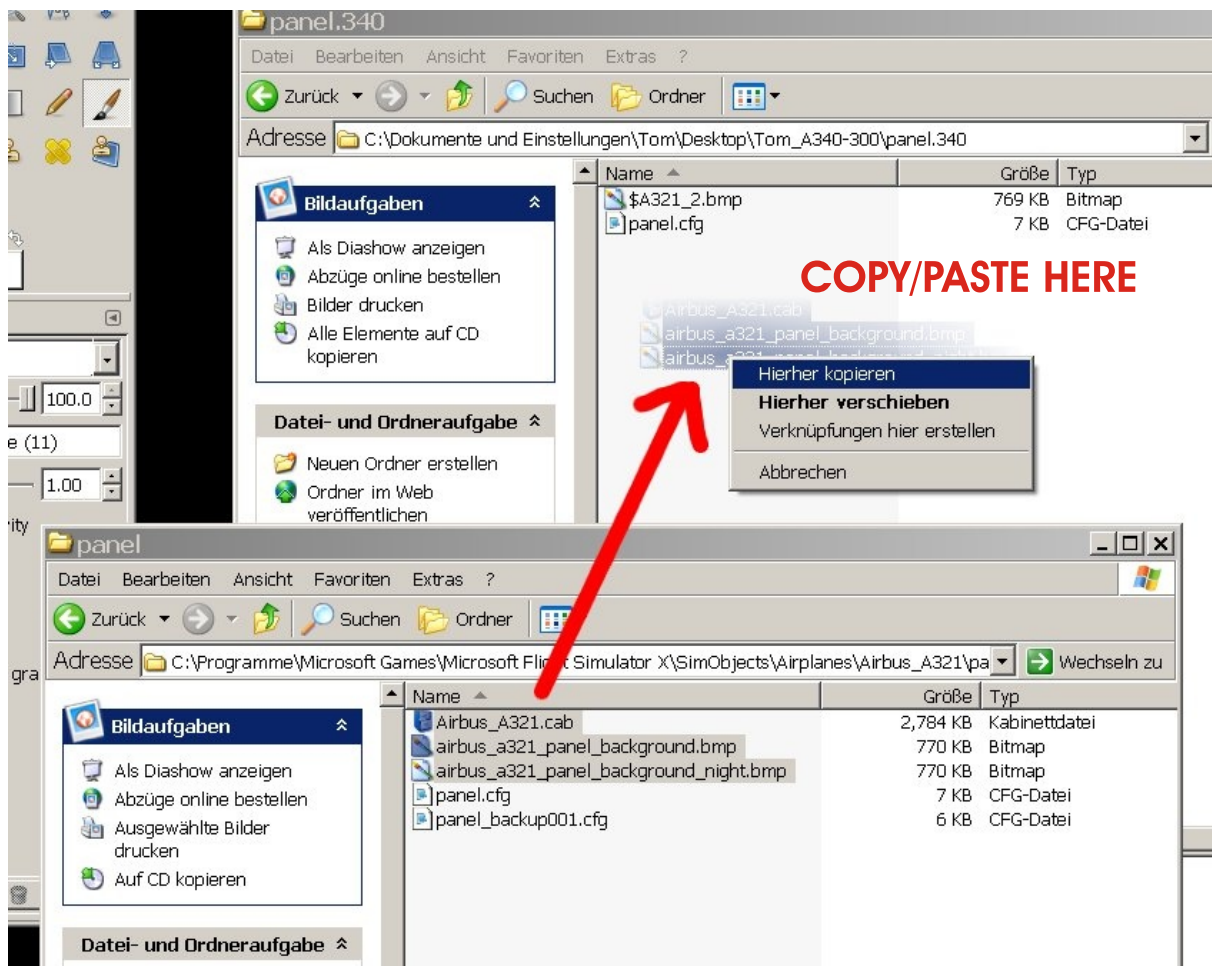 panel.340
Datei Bearbeiten Ansicht Favoriten Extras ?
Zurück Suchen Ordner
Adresse C:\Dokumente und Einstellungen\Tom\Desktop\Tom_A340-300\panel.340
Name Größe Typ
$A321_2.bmp 769 KB Bitmap
panel.cfg 7 KB CFG-Datei
Bildaufgaben
Als Diashow anzeigen
Abzüge online bestellen
Bilder drucken
Alle Elemente auf CD
kopieren
COPY/PASTE HERE
Airbus_A321.cab
airbus_a321_panel_background.bmp
Hierher kopieren
Hierher verschieben
Verknüpfungen hier erstellen
Abbrechen
Datei- und Ordneraufgabe
Neuen Ordner erstellen
Ordner im Web
veröffentlichen
100.0
e (11)
1.00
ity
gra
panel
Datei Bearbeiten Ansicht Favoriten Extras ?
Zurück Suchen Ordner
Adresse C:\Programme\Microsoft Games\Microsoft Flight Simulator X\SimObjects\Airplanes\Airbus_A321\pa Wechseln zu
Name Größe Typ
Airbus_A321.cab 2,784 KB Kabinettdatei
airbus_a321_panel_background.bmp 770 KB Bitmap
airbus_a321_panel_background_night.bmp 770 KB Bitmap
panel.cfg 7 KB CFG-Datei
panel_backup001.cfg 6 KB CFG-Datei
Bildaufgaben
Als Diashow anzeigen
Abzüge online bestellen
Ausgewählte Bilder
drucken
Auf CD kopieren
Datei- und Ordneraufgabe